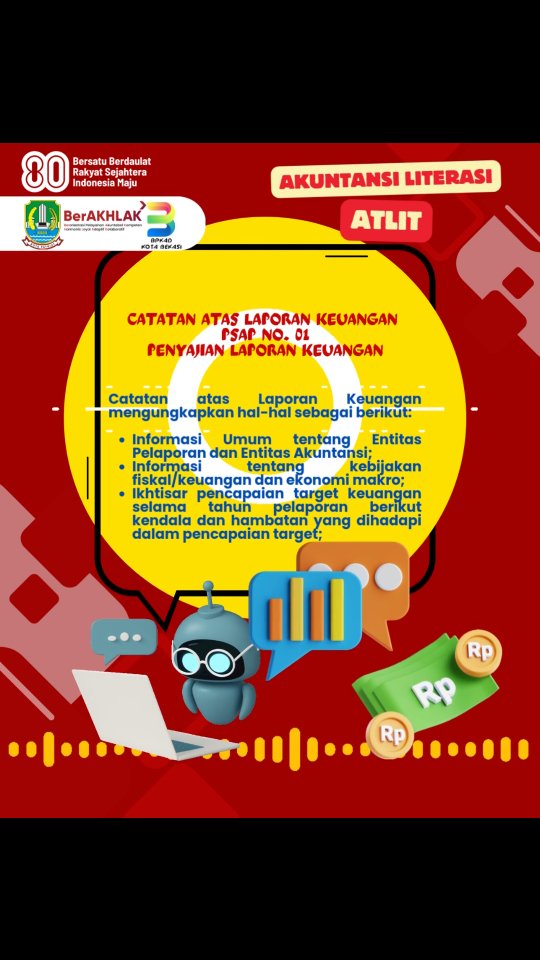 80 Bersatu Berdaulat
Rakyat Sejahtera
Indonesia Maju
AKUNTANSI LITERASI
ATLIT
BerAKHLAK
BPKAD
KOTA BEKASI
CATATAN ATAS LAPORAN KEUANGAN
PSAP NO. 01
PENYAJIAN LAPORAN KEUANGAN
Catatan atas Laporan Keuangan
mengungkapkan hal-hal sebagai berikut:
• Informasi Umum tentang Entitas
Pelaporan dan Entitas Akuntansi;
• Informasi tentang kebijakan
fiskal/keuangan dan ekonomi makro;
• Ikhtisar pencapaian target keuangan
selama tahun pelaporan berikut
kendala dan hambatan yang dihadapi
dalam pencapaian target;
Rp
Rp
Rp